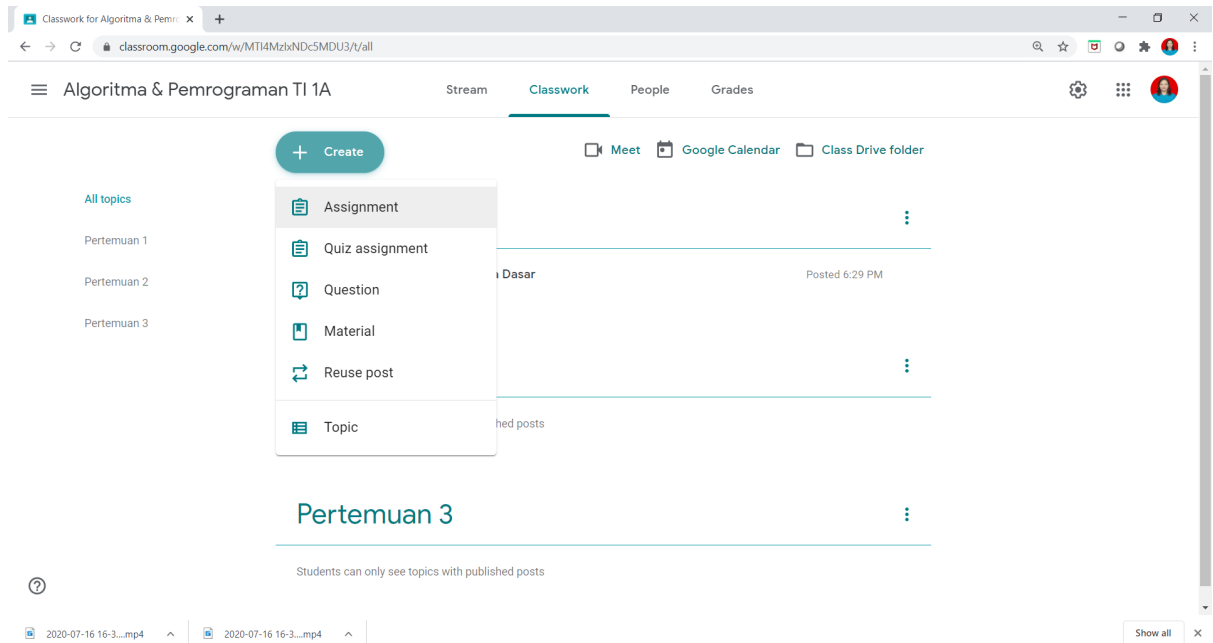 Classwork for Algoritma & Pemr
classroom.google.com/w/MTI4MzIxNDc5MDU3/t/all
Algoritma & Pemrograman TI 1A
Stream
Classwork
People
Grades
Create
Meet
Google Calendar
Class Drive folder
All topics
Pertemuan 1
Pertemuan 2
Pertemuan 3
Assignment
Quiz assignment
Question
Material
Reuse post
Topic
Dasar
Posted 6:29 PM
hed posts
Pertemuan 3
Students can only see topics with published posts
2020-07-16 16-3....mp4
2020-07-16 16-3....mp4
Show all